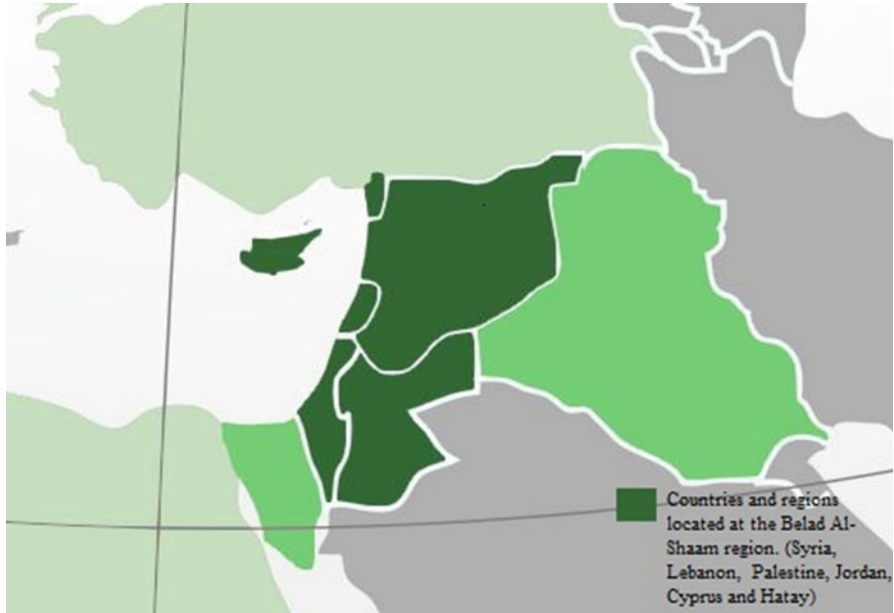 Countries and regions
located at the Belad Al-
Shaam region. (Syria,
Lebanon, Palestine, Jordan,
Cyprus and Hatay)